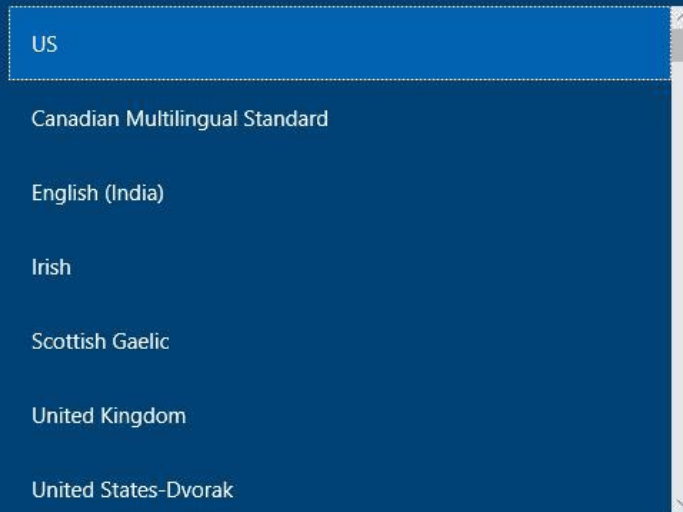 US
Canadian Multilingual Standard
English (India)
Irish
Scottish Gaelic
United Kingdom
United States-Dvorak